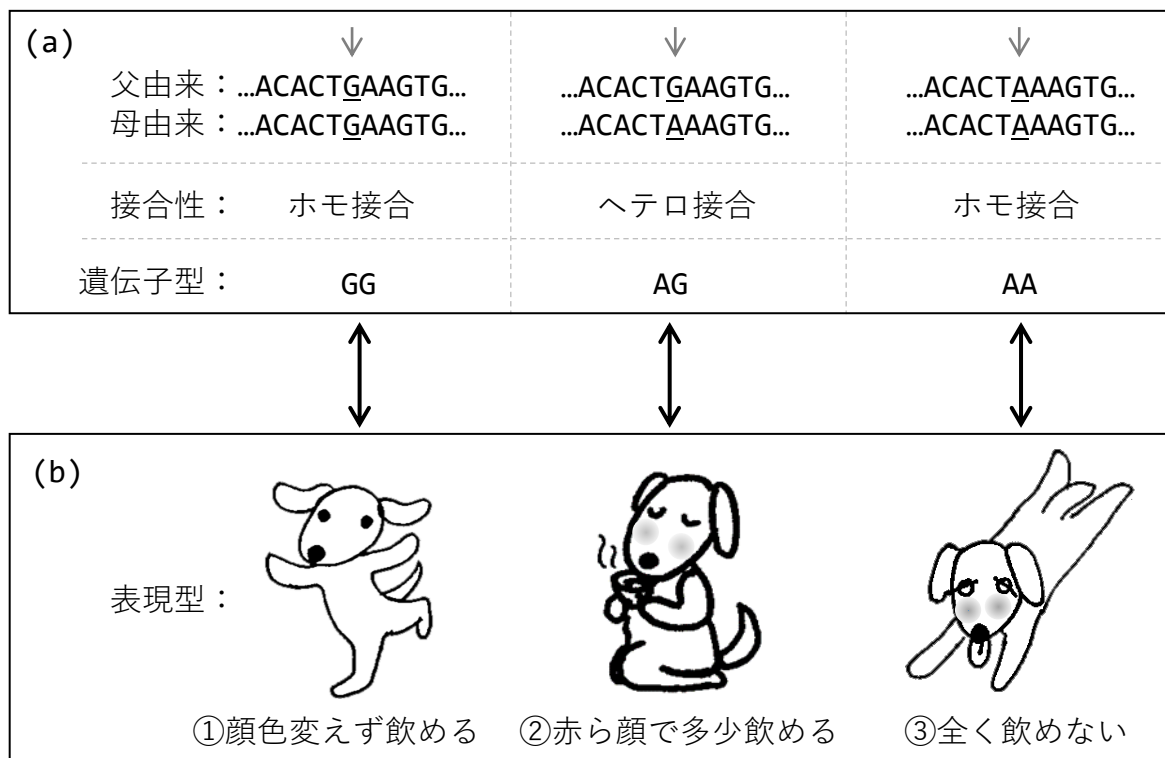 (a)
父由来：…ACACTGAAGTG… …ACACTGAAGTG… …ACACTAAAGTG…
母由来：…ACACTGAAGTG… …ACACTAAAGTG… …ACACTAAAGTG…
接合性： ホモ接合 ヘテロ接合 ホモ接合
遺伝子型： GG AG AA
(b)
表現型：
①顔色変えず飲める ②赤ら顔で多少飲める ③全く飲めない